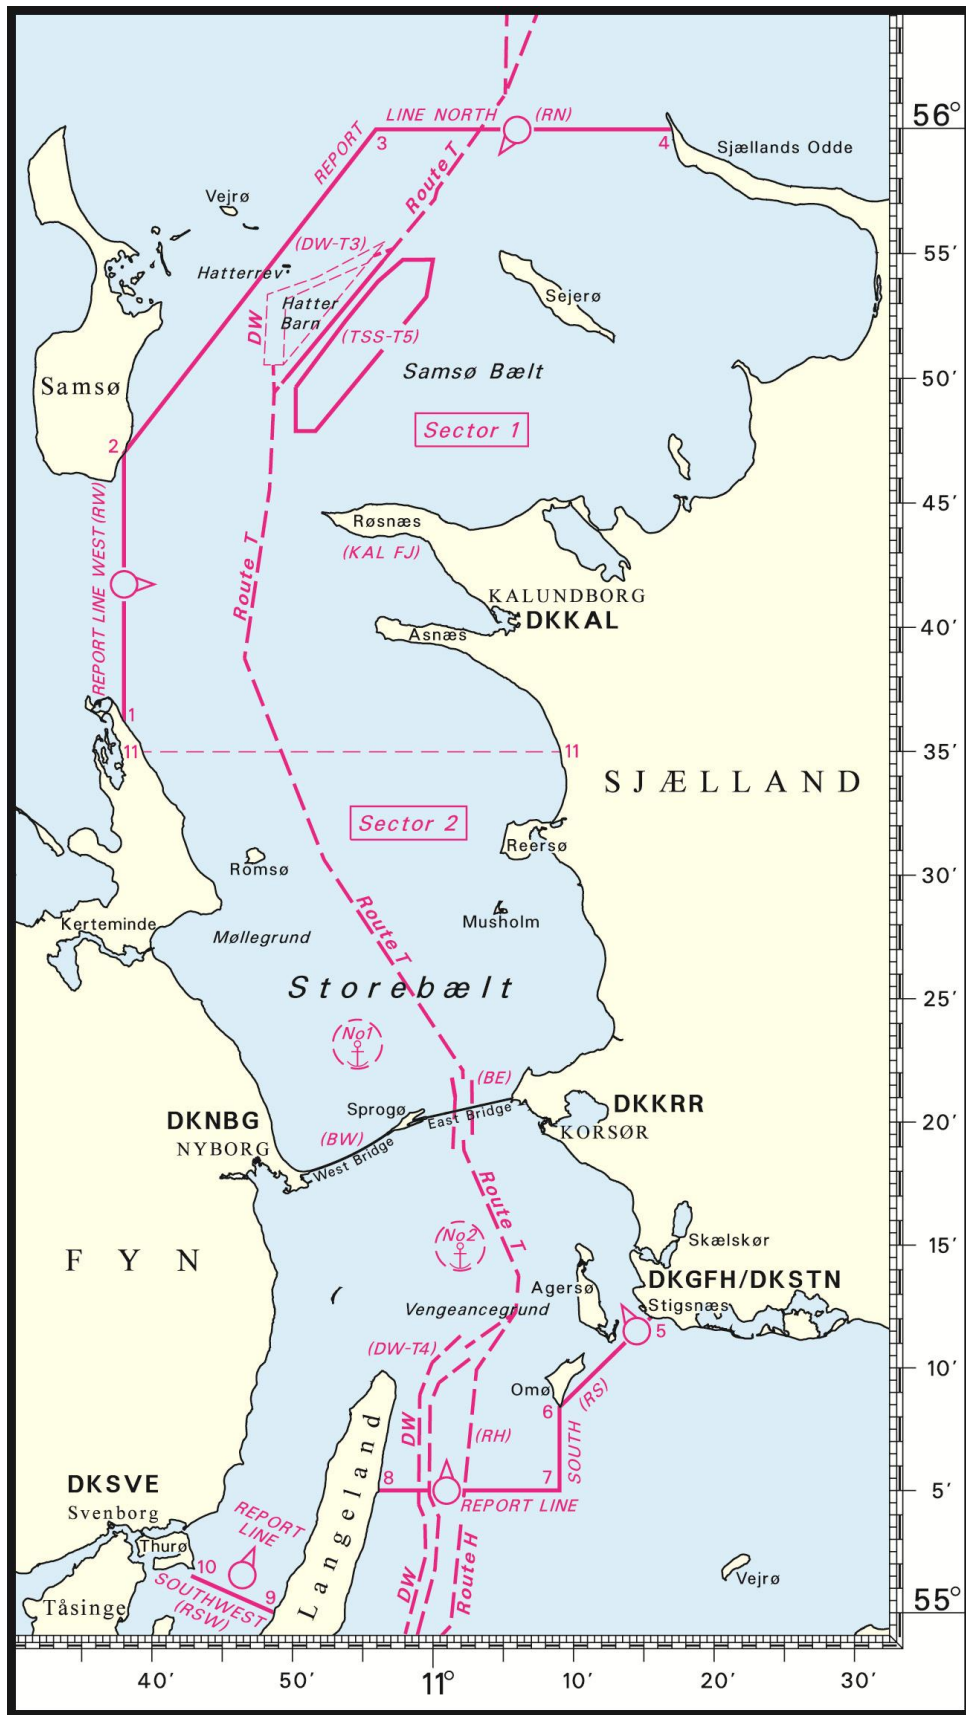 LINE NORTH
(RN)
56°
REPORT
3
4
Sjællands Odde
Route T
Vejrø
(DW-T3)
55′
Hatterrev
Sejerø
Hatter
Barn
DW
(TSS-T5)
Samsø
Samsø Bælt
50′
Sector 1
2
REPORT LINE WEST (RW)
45′
Røsnæs
(KAL FJ)
Route T
KALUNDBORG
DKKAL
40′
Asnæs
1
11
11
35′
SJÆLLAND
Sector 2
Reersø
Romsø
30′
Route T
Musholm
Kerteminde
Møllegrund
Storebælt
25′
No1
(BE)
Sprogø
DKNBG
DKKRR
East Bridge
20′
(BW)
NYBORG
KORSØR
West Bridge
Route T
No2
Skælskør
15′
FYN
Agersø
DKGFH/DKSTN
Stigsnæs
Vengeancegrund
5
(DW-T4)
10′
Omø
(RS)
6
DW
(RH)
SOUTH
Langeland
8
7
DKSVE
5′
REPORT LINE
Svenborg
REPORT
LINE
Thurø
10
SOUTHWEST
(RSW)
9
DW
Route H
Vejrø
Tåsinge
55°
40′
50′
11°
10′
20′
30′